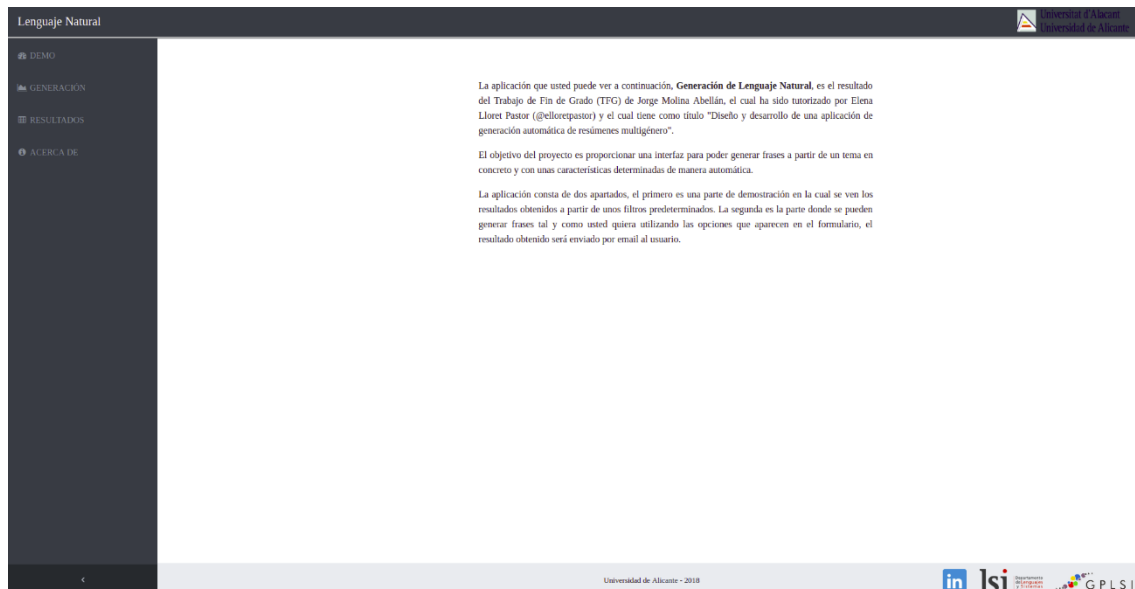 Lenguaje Natural
Universitat d'Alacant
Universidad de Alicante
DEMO
GENERACIÓN
RESULTADOS
ACERCA DE
La aplicación que usted puede ver a continuación, Generación de Lenguaje Natural, es el resultado
del Trabajo de Fin de Grado (TFG) de Jorge Molina Abellán, el cual ha sido tutorizado por Elena
Lloret Pastor (@elloretpastor) y el cual tiene como título "Diseño y desarrollo de una aplicación de
generación automática de resúmenes multigénero".
El objetivo del proyecto es proporcionar una interfaz para poder generar frases a partir de un tema en
concreto y con unas características determinadas de manera automática.
La aplicación consta de dos apartados, el primero es una parte de demostración en la cual se ven los
resultados obtenidos a partir de unos filtros predeterminados. La segunda es la parte donde se pueden
generar frases tal y como usted quiera utilizando las opciones que aparecen en el formulario, el
resultado obtenido será enviado por email al usuario.
Universidad de Alicante - 2018
in
lsi
GPLSI